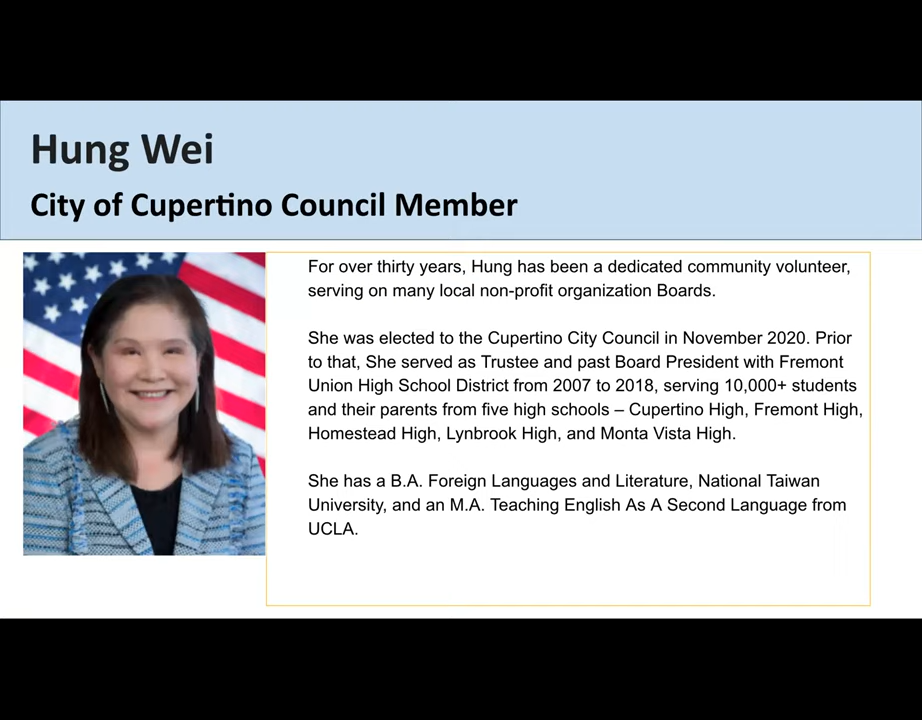 Hung Wei
City of Cupertino Council Member
For over thirty years, Hung has been a dedicated community volunteer,
serving on many local non-profit organization Boards.
She was elected to the Cupertino City Council in November 2020. Prior
to that, She served as Trustee and past Board President with Fremont
Union High School District from 2007 to 2018, serving 10,000+ students
and their parents from five high schools – Cupertino High, Fremont High,
Homestead High, Lynbrook High, and Monta Vista High.
She has a B.A. Foreign Languages and Literature, National Taiwan
University, and an M.A. Teaching English As A Second Language from
UCLA.